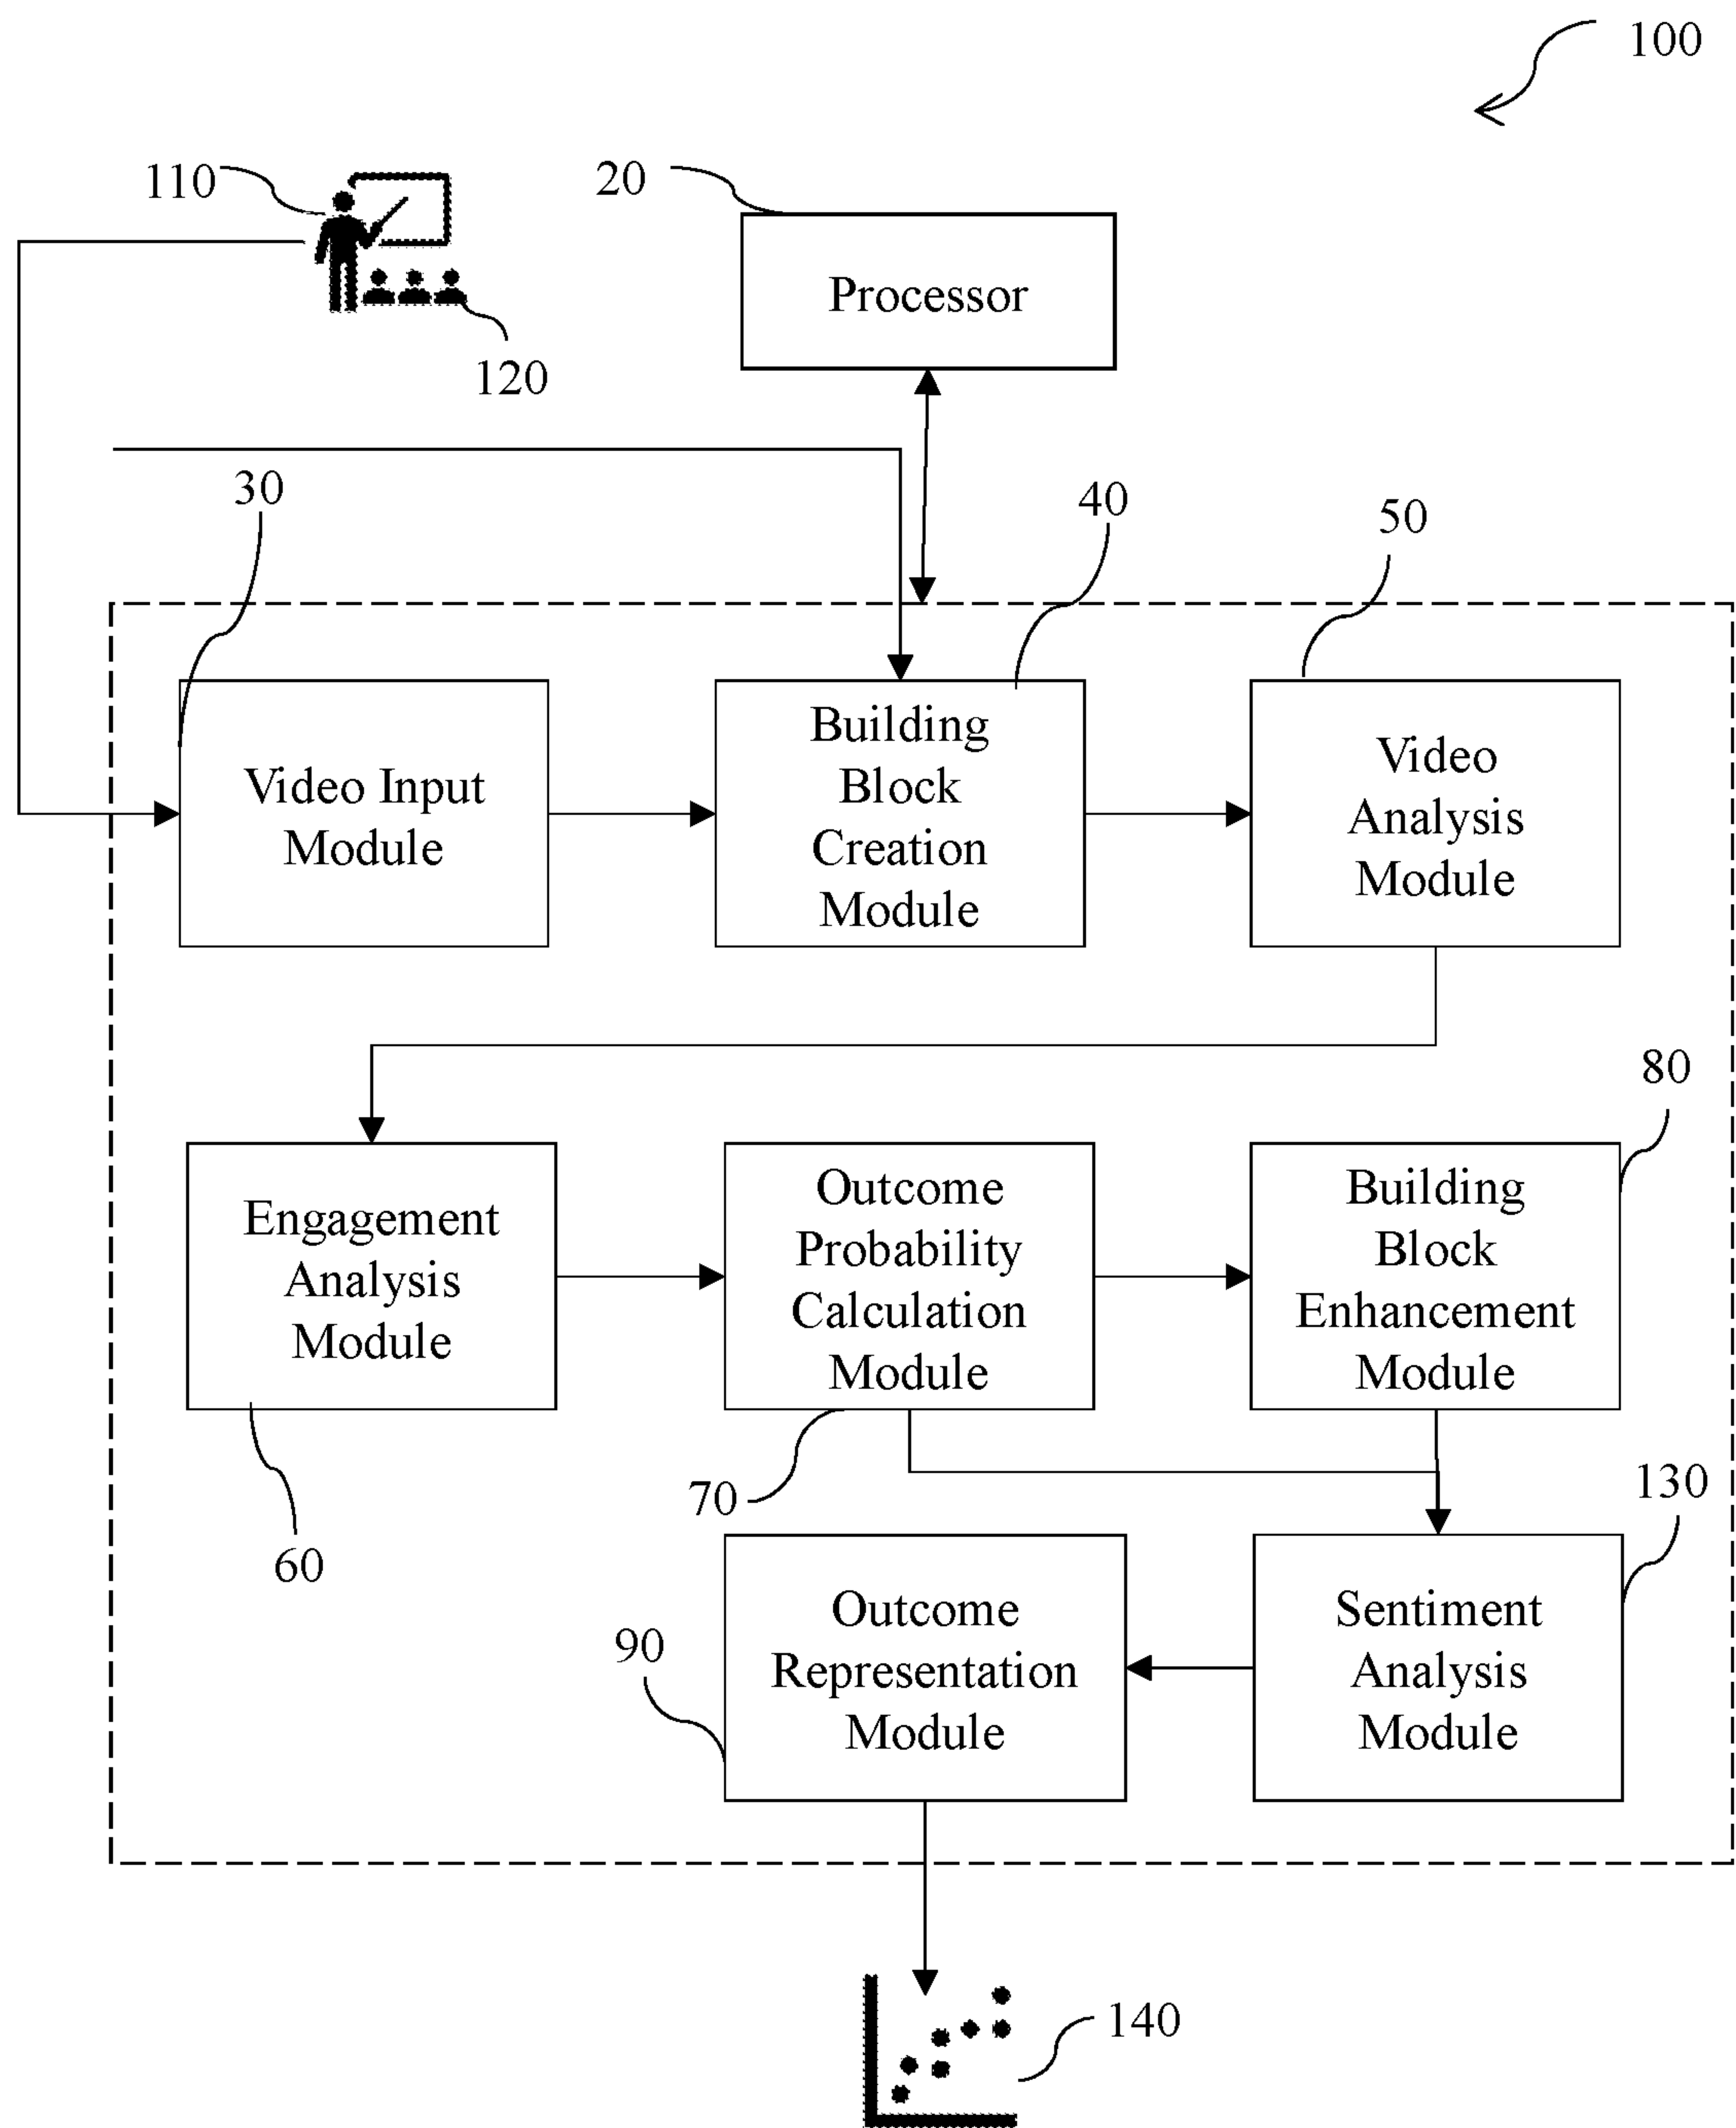 100
110
20
Processor
120
30
40
50
Video Input
Module
Building
Block
Creation
Module
Video
Analysis
Module
80
Engagement
Analysis
Module
Outcome
Probability
Calculation
Module
Building
Block
Enhancement
Module
60
70
130
90
Outcome
Representation
Module
Sentiment
Analysis
Module
140